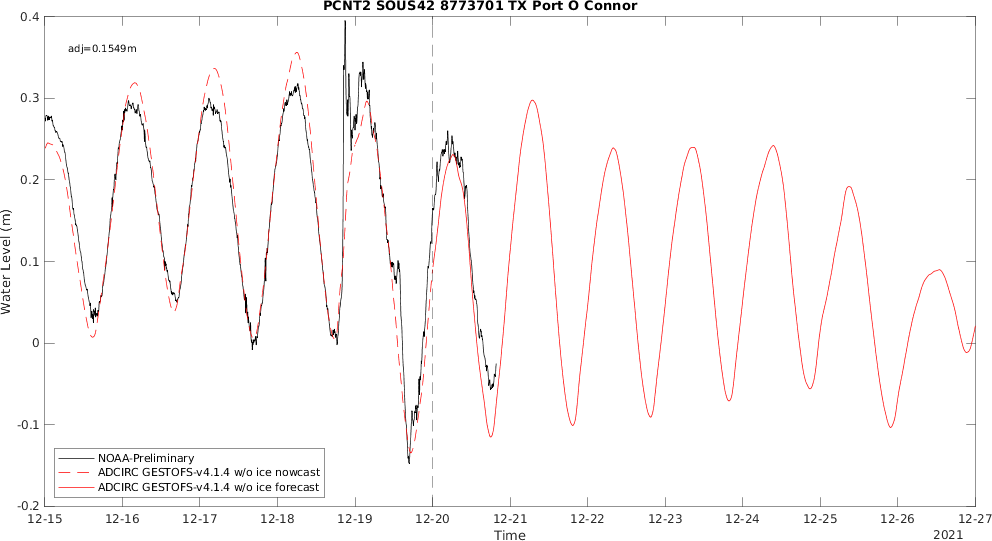 PCNT2 SOUS42 8773701 TX Port O Connor
0.4
adj=0.1549m
0.3
0.2
0.1
0
-0.1
-0.2
Water Level (m)
NOAA-Preliminary
ADCIRC GESTOFS-v4.1.4 w/o ice nowcast
ADCIRC GESTOFS-v4.1.4 w/o ice forecast
12-15 12-16 12-17 12-18 12-19 12-20 12-21 12-22 12-23 12-24 12-25 12-26 12-27
Time
2021